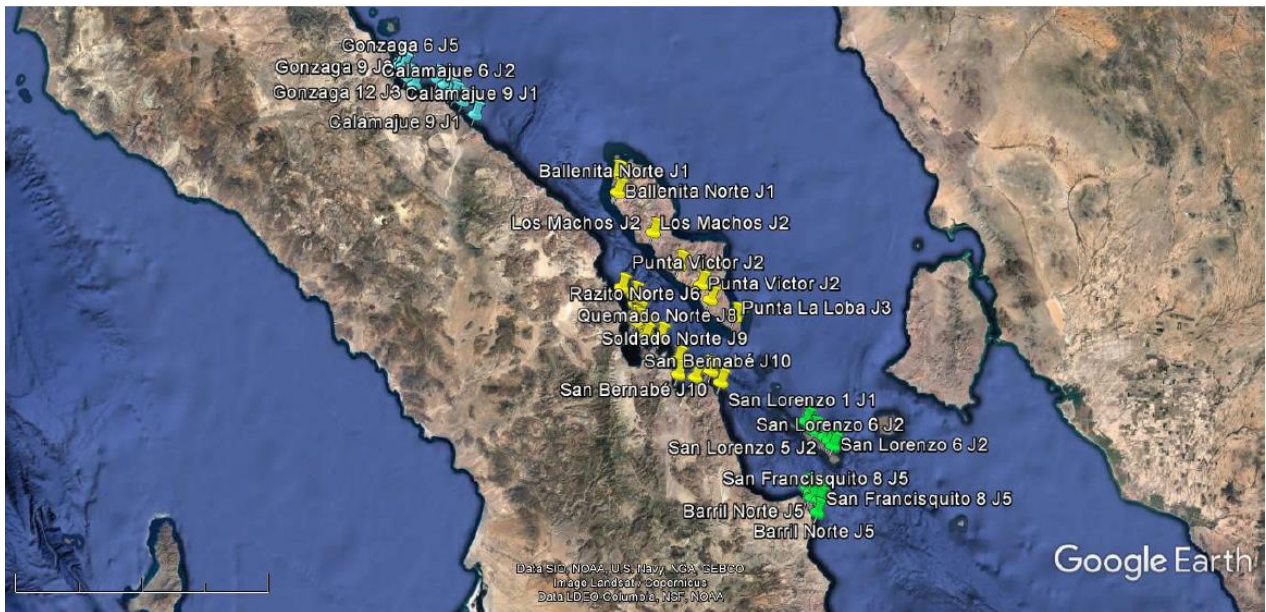 Gonzaga 6 J5
Gonzaga 9 J
Calamajue 6 J2
Gonzaga 12 J3
Calamajue 9 J1
Calamajue 9 J1
Ballenita Norte J1
Ballenita Norte J1
Los Machos J2
Los Machos J2
Punta Victor J2
Punta Victor J2
Razito Norte J6
Punta La Loba J3
Quemado Norte J8
Soldado Norte J9
San Bernabé J10
San Bernabé J10
San Lorenzo 1 J1
San Lorenzo 6 J2
San Lorenzo 5 J2
San Lorenzo 6 J2
San Francisquito 8 J5
San Francisquito 8 J5
Barril Norte J5
Barril Norte J5
Data SIO, NOAA, U.S. Navy, NGA, GEBCO
Image Landsat / Copernicus
Data LDEO-Columbia, NSF, NOAA
Google Earth